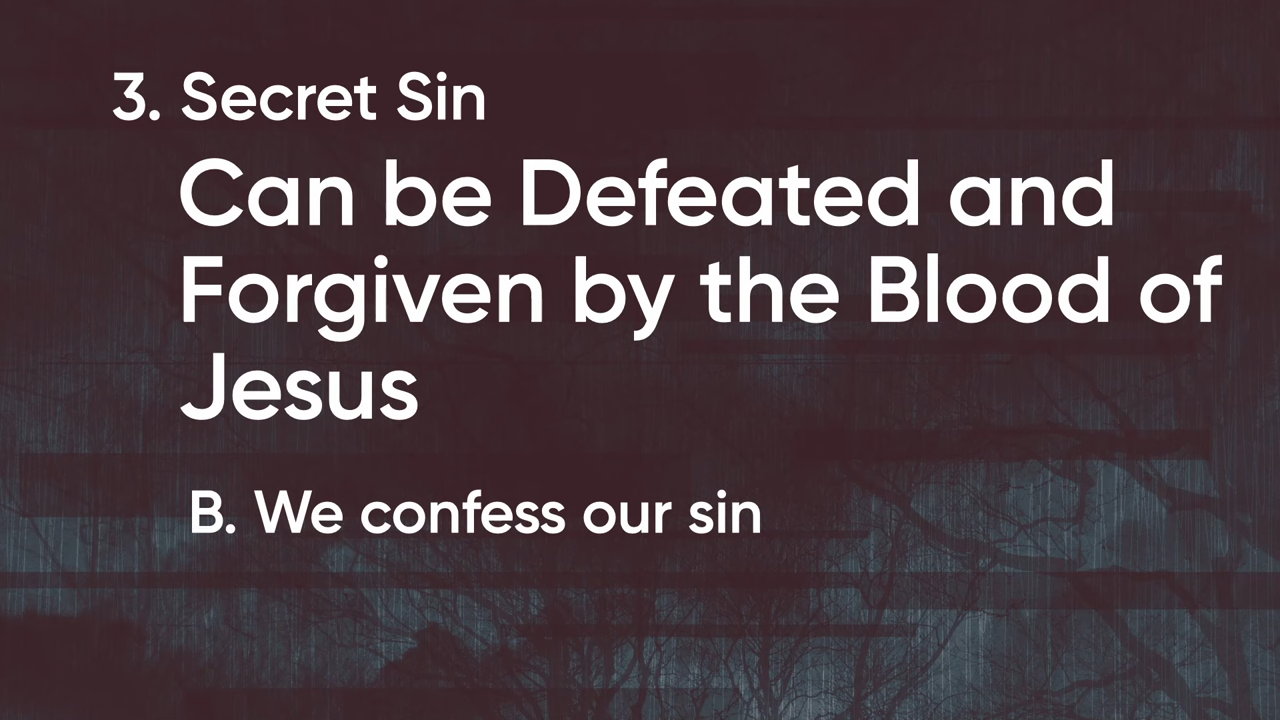 3. Secret Sin
Can be Defeated and
Forgiven by the Blood of
Jesus
B. We confess our sin